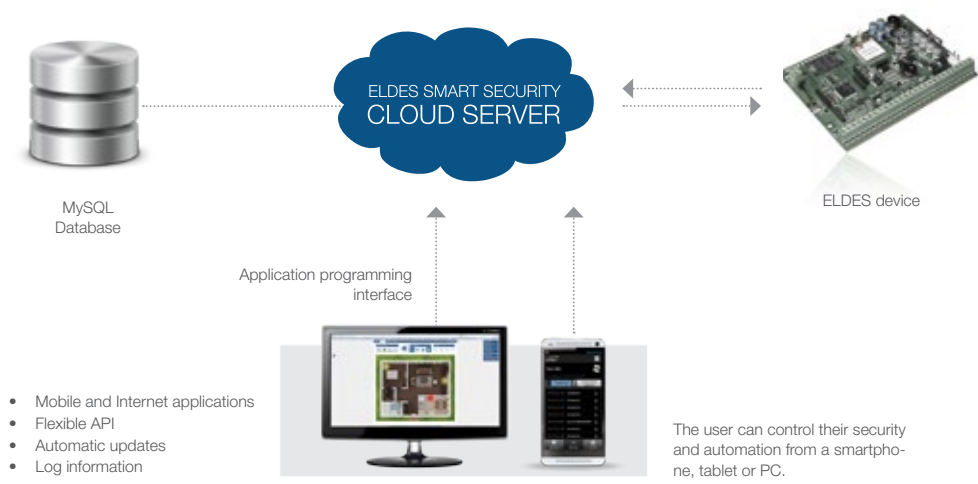 ELDES SMART SECURITY
CLOUD SERVER
MySQL
Database
ELDES device
Application programming
interface
• Mobile and Internet applications
• Flexible API
• Automatic updates
• Log information
The user can control their security
and automation from a smartpho-
ne, tablet or PC.